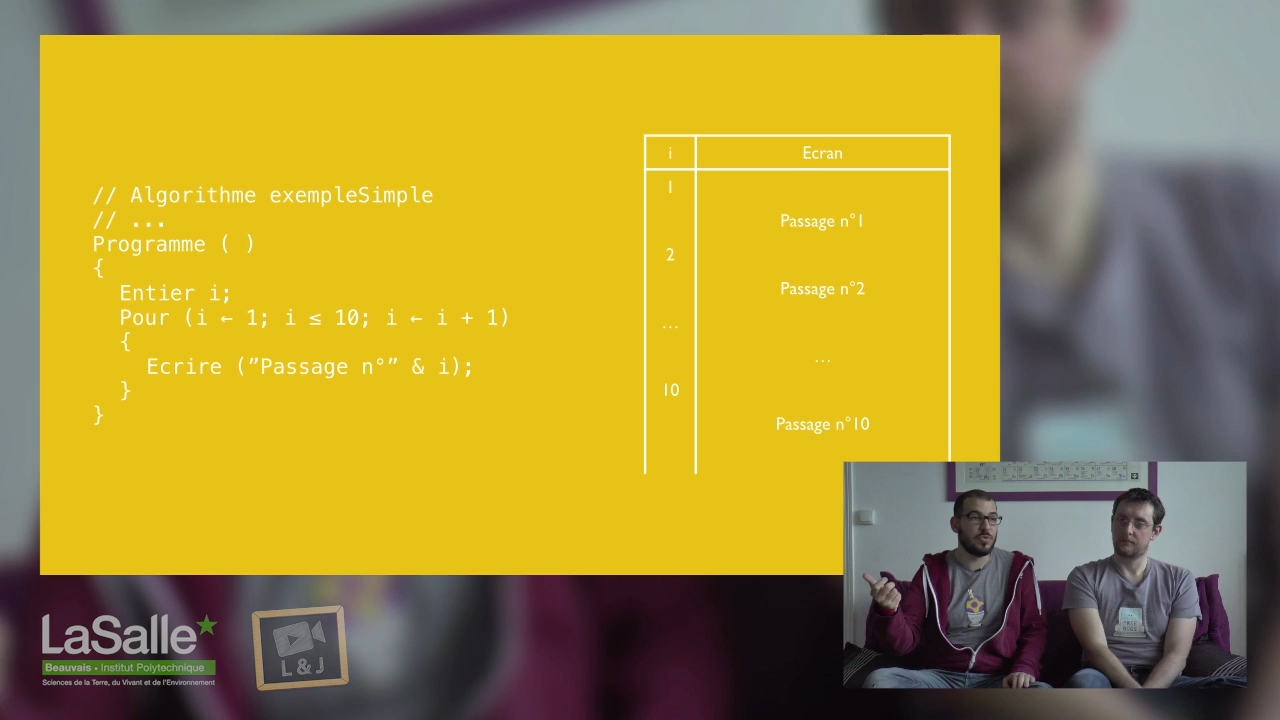 // Algorithme exempleSimple
// ...
Programme ( )
{
Entier i;
Pour (i ← 1; i ≤ 10; i ← i + 1)
{
Ecrire (”Passage n°” & i);
}
}
i Ecran
1
Passage n°1
2
Passage n°2
...
...
10
Passage n°10
LaSalle
Beauvais • Institut Polytechnique
Sciences de la Terre, du Vivant et de l'Environnement
L & J